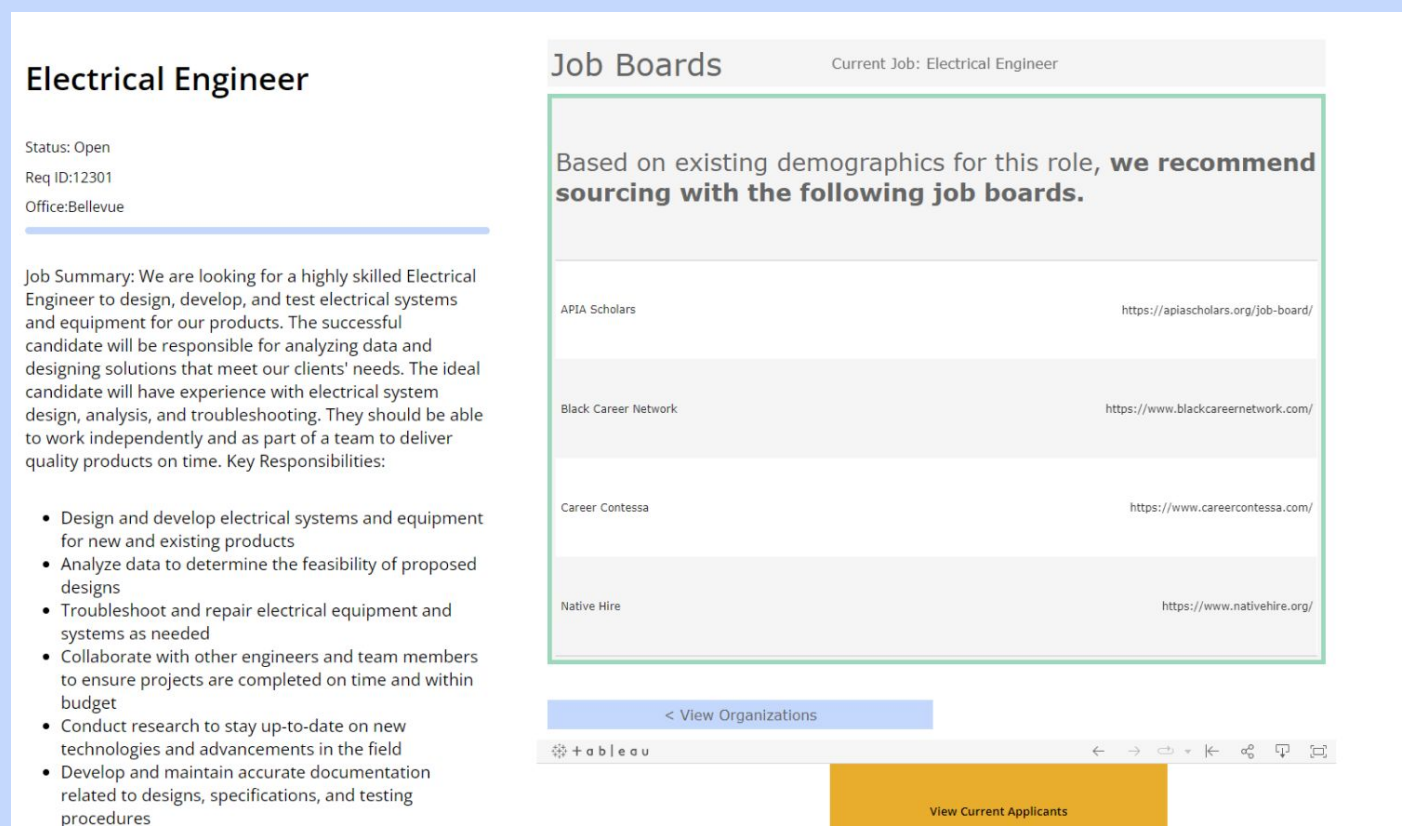 Electrical Engineer
Status: Open
Req ID:12301
Office:Bellevue
Job Summary: We are looking for a highly skilled Electrical
Engineer to design, develop, and test electrical systems
and equipment for our products. The successful
candidate will be responsible for analyzing data and
designing solutions that meet our clients' needs. The ideal
candidate will have experience with electrical system
design, analysis, and troubleshooting. They should be able
to work independently and as part of a team to deliver
quality products on time. Key Responsibilities:
• Design and develop electrical systems and equipment
for new and existing products
• Analyze data to determine the feasibility of proposed
designs
• Troubleshoot and repair electrical equipment and
systems as needed
• Collaborate with other engineers and team members
to ensure projects are completed on time and within
budget
• Conduct research to stay up-to-date on new
technologies and advancements in the field
• Develop and maintain accurate documentation
related to designs, specifications, and testing
procedures
Job Boards
Current Job: Electrical Engineer
Based on existing demographics for this role, we recommend
sourcing with the following job boards.
APIA Scholars https://apiascholars.org/job-board/
Black Career Network https://www.blackcareernetwork.com/
Career Contessa https://www.careercontessa.com/
Native Hire https://www.nativehire.org/
< View Organizations
+ableau
View Current Applicants